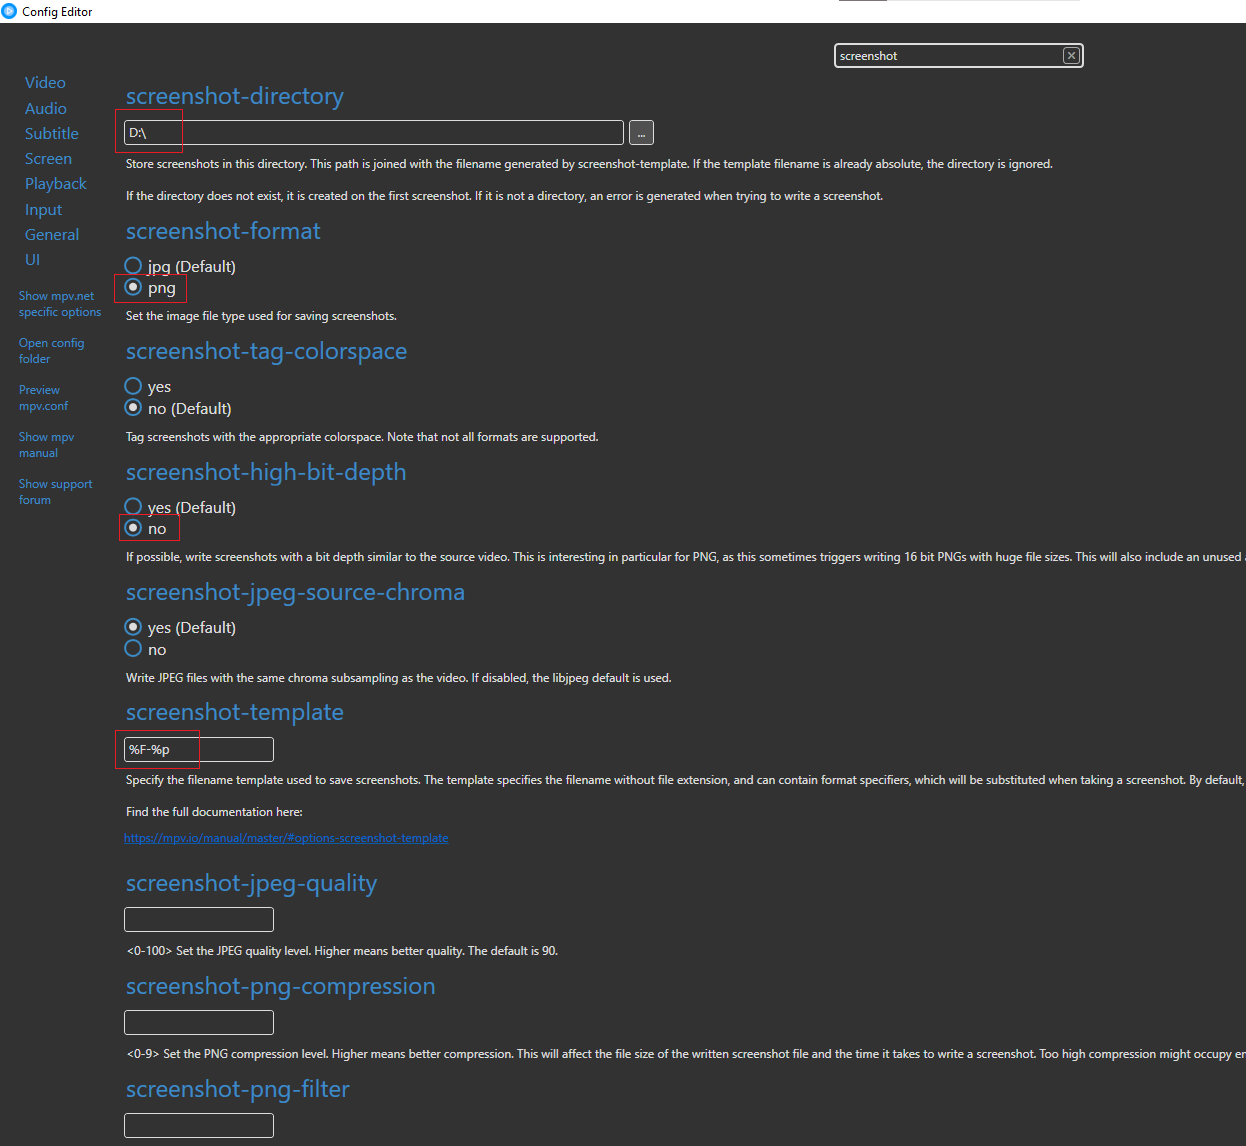 Config Editor
screenshot
Video
Audio
Subtitle
Screen
Playback
Input
General
UI
Show mpv.net
specific options
Open config
folder
Preview
mpv.conf
Show mpv
manual
Show support
forum
screenshot-directory
D:\
...
Store screenshots in this directory. This path is joined with the filename generated by screenshot-template. If the template filename is already absolute, the directory is ignored.
If the directory does not exist, it is created on the first screenshot. If it is not a directory, an error is generated when trying to write a screenshot.
screenshot-format
jpg (Default)
png
Set the image file type used for saving screenshots.
screenshot-tag-colorspace
yes
no (Default)
Tag screenshots with the appropriate colorspace. Note that not all formats are supported.
screenshot-high-bit-depth
yes (Default)
no
If possible, write screenshots with a bit depth similar to the source video. This is interesting in particular for PNG, as this sometimes triggers writing 16 bit PNGs with huge file sizes. This will also include an unused
screenshot-jpeg-source-chroma
yes (Default)
no
Write JPEG files with the same chroma subsampling as the video. If disabled, the libjpeg default is used.
screenshot-template
%F-%p
Specify the filename template used to save screenshots. The template specifies the filename without file extension, and can contain format specifiers, which will be substituted when taking a screenshot. By default,
Find the full documentation here:
https://mpv.io/manual/master/#options-screenshot-template
screenshot-jpeg-quality
<0-100> Set the JPEG quality level. Higher means better quality. The default is 90.
screenshot-png-compression
<0-9> Set the PNG compression level. Higher means better compression. This will affect the file size of the written screenshot file and the time it takes to write a screenshot. Too high compression might occupy
screenshot-png-filter